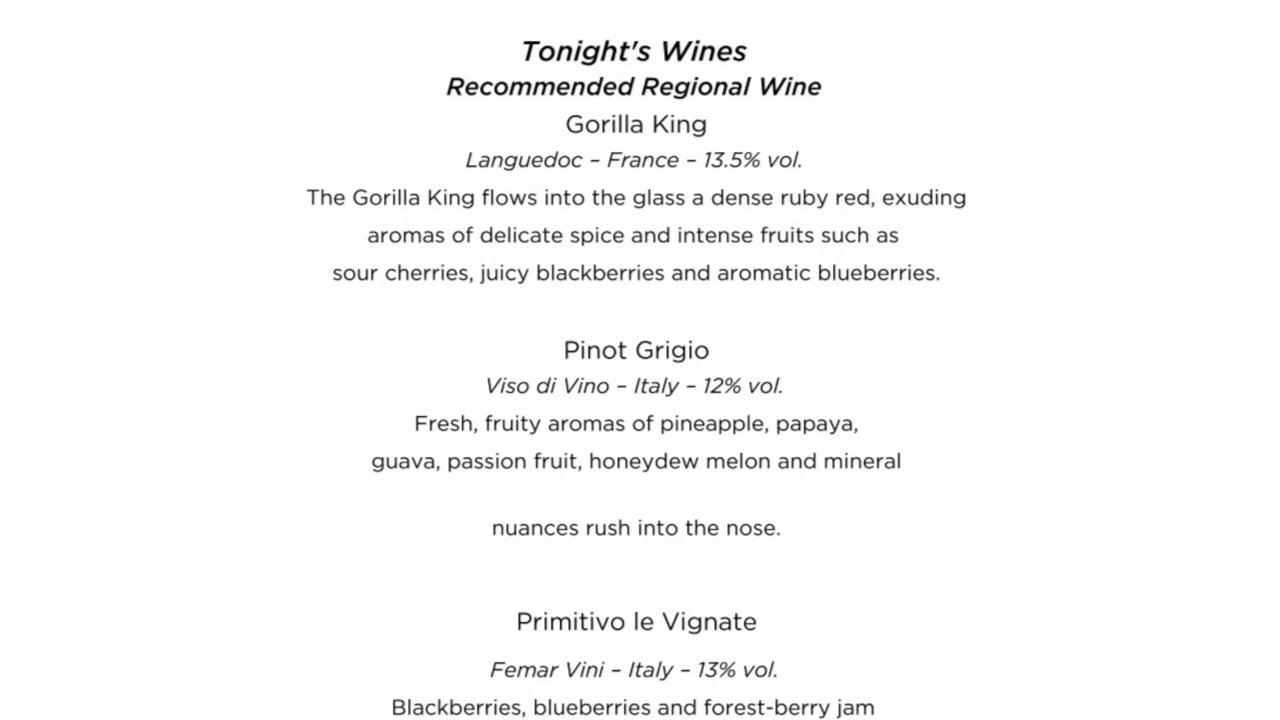 Tonight's Wines
Recommended Regional Wine
Gorilla King
Languedoc – France – 13.5% vol.
The Gorilla King flows into the glass a dense ruby red, exuding
aromas of delicate spice and intense fruits such as
sour cherries, juicy blackberries and aromatic blueberries.
Pinot Grigio
Viso di Vino – Italy – 12% vol.
Fresh, fruity aromas of pineapple, papaya,
guava, passion fruit, honeydew melon and mineral
nuances rush into the nose.
Primitivo le Vignate
Femar Vini – Italy – 13% vol.
Blackberries, blueberries and forest-berry jam